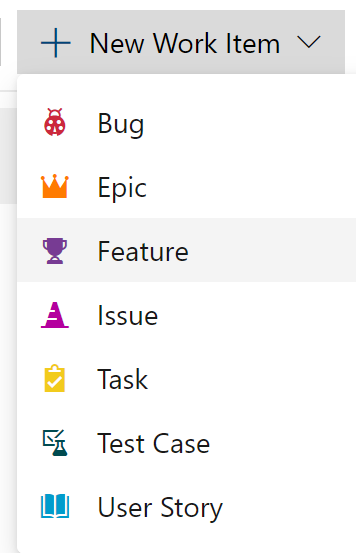 New Work Item
Bug
Epic
Feature
Issue
Task
Test Case
User Story